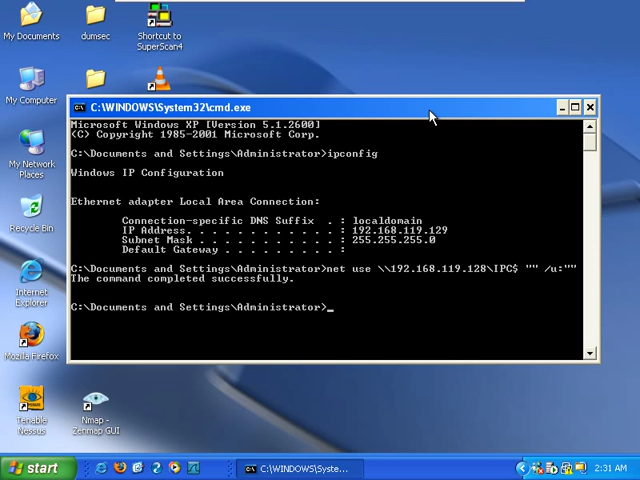 My Documents
dumsec
Shortcut to
SuperScan4
My Computer
My Network
Places
Recycle Bin
Internet
Explorer
Mozilla Firefox
Tenable
Nessus
Nmap -
Zenmap GUI
C:\WINDOWS\System32\cmd.exe
Microsoft Windows XP [Version 5.1.2600]
(C) Copyright 1985-2001 Microsoft Corp.
C:\Documents and Settings\Administrator>ipconfig
Windows IP Configuration
Ethernet adapter Local Area Connection:
Connection-specific DNS Suffix  . : localdomain
IP Address. . . . . . . . . . . . : 192.168.119.129
Subnet Mask . . . . . . . . . . . : 255.255.255.0
Default Gateway . . . . . . . . . :
C:\Documents and Settings\Administrator>net use \\192.168.119.128\IPC$ "" /u:""
The command completed successfully.
C:\Documents and Settings\Administrator>_
start
C:\WINDOWS\Syste...
2:31 AM